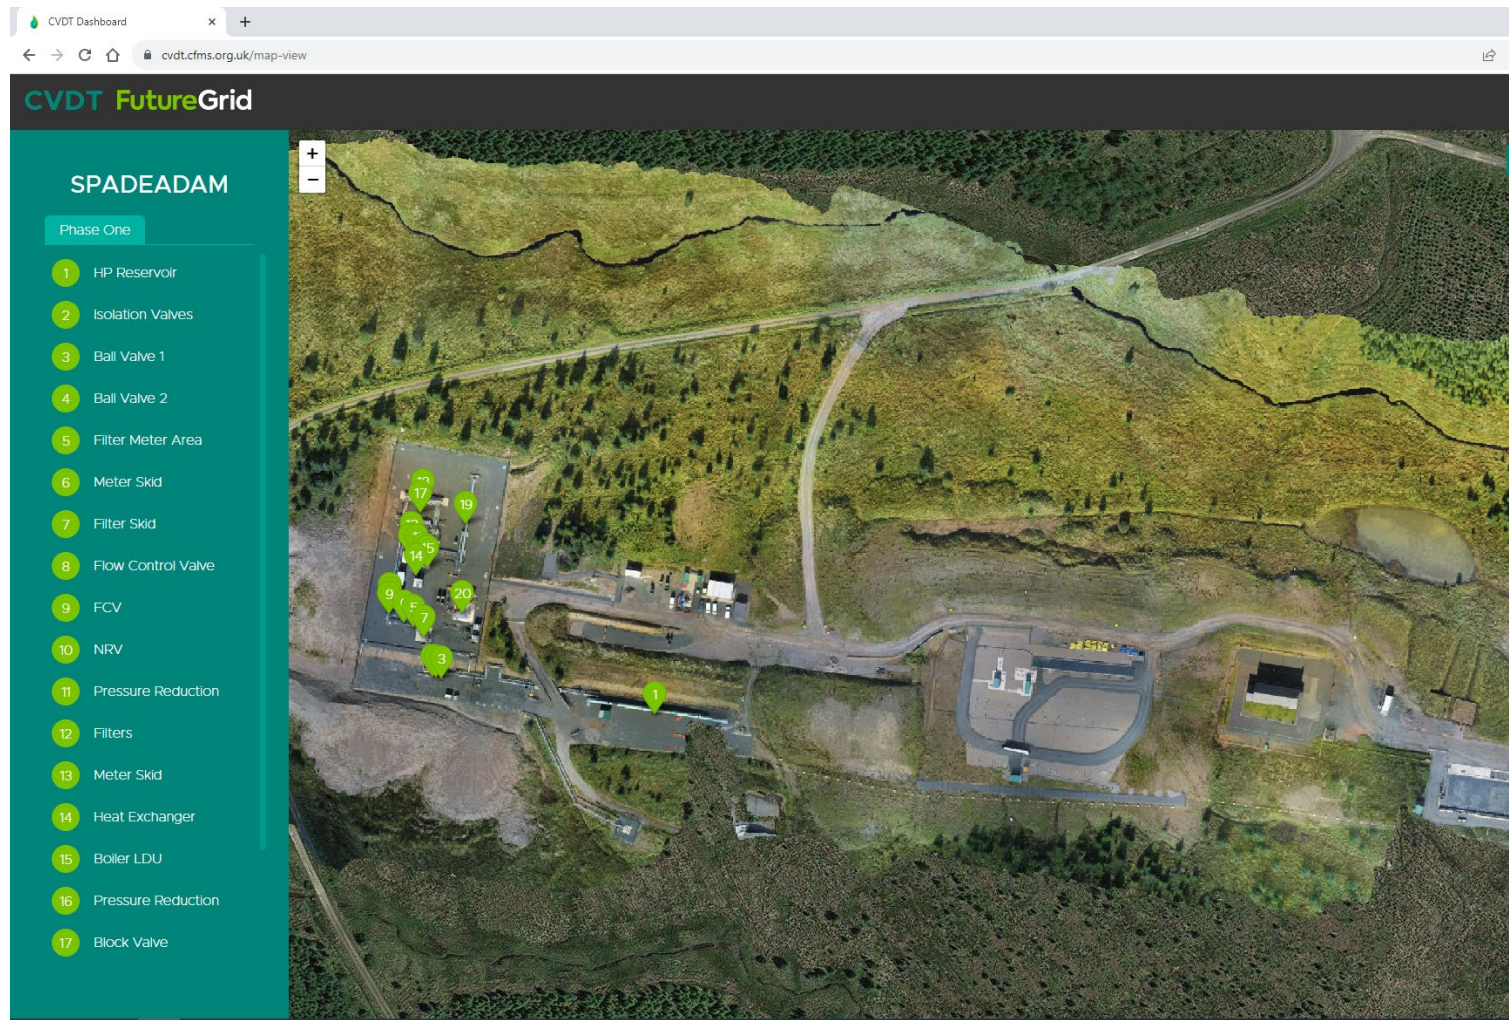 CVDT Dashboard
cvdt.cfms.org.uk/map-view
CVDT FutureGrid
SPADEADAM
Phase One
1 HP Reservoir
2 Isolation Valves
3 Ball Valve 1
4 Ball Valve 2
5 Filter Meter Area
6 Meter Skid
7 Filter Skid
8 Flow Control Valve
9 FCV
10 NRV
11 Pressure Reduction
12 Filters
13 Meter Skid
14 Heat Exchanger
15 Boiler LDU
16 Pressure Reduction
17 Block Valve
+
−
17
19
15
14
9
5
20
7
3
1